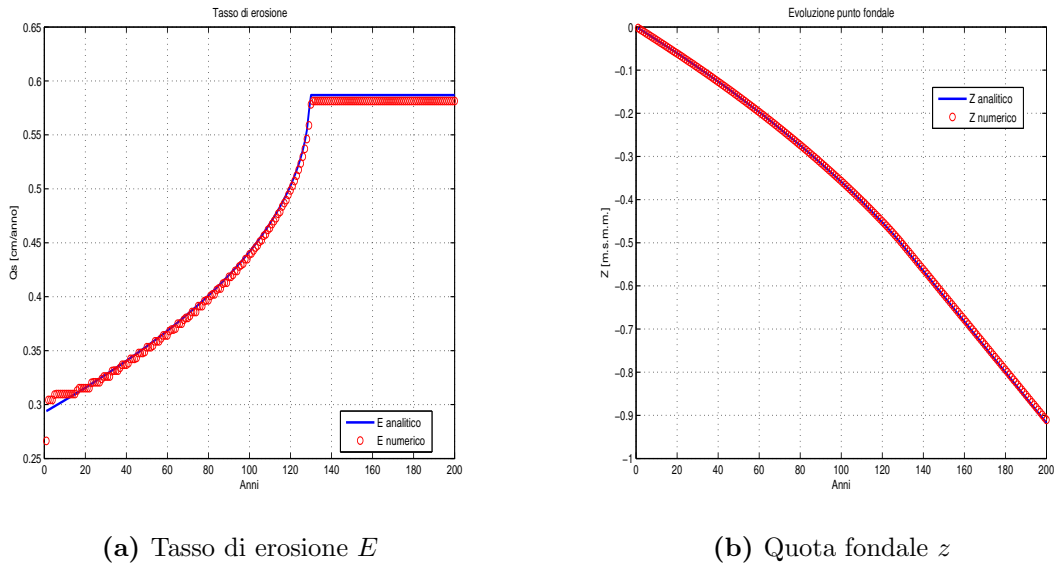 Tasso di erosione
0.65
0.6
0.55
0.5
0.45
0.4
0.35
0.3
0.25
Qs [cm/anno]
0 20 40 60 80 100 120 140 160 180 200
Anni
E analitico
E numerico
(a) Tasso di erosione E
Evoluzione punto fondale
0
−0.1
−0.2
−0.3
−0.4
−0.5
−0.6
−0.7
−0.8
−0.9
−1
Z [m.s.m.m.]
0 20 40 60 80 100 120 140 160 180 200
Anni
Z analitico
Z numerico
(b) Quota fondale z